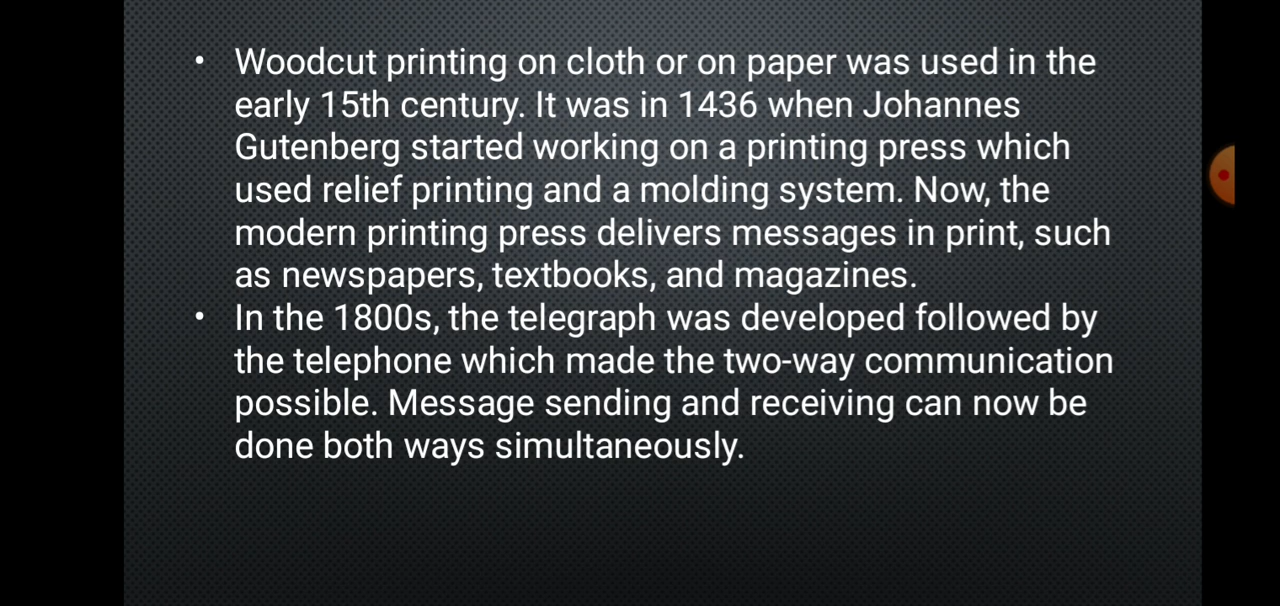 • Woodcut printing on cloth or on paper was used in the
early 15th century. It was in 1436 when Johannes
Gutenberg started working on a printing press which
used relief printing and a molding system. Now, the
modern printing press delivers messages in print, such
as newspapers, textbooks, and magazines.
• In the 1800s, the telegraph was developed followed by
the telephone which made the two-way communication
possible. Message sending and receiving can now be
done both ways simultaneously.